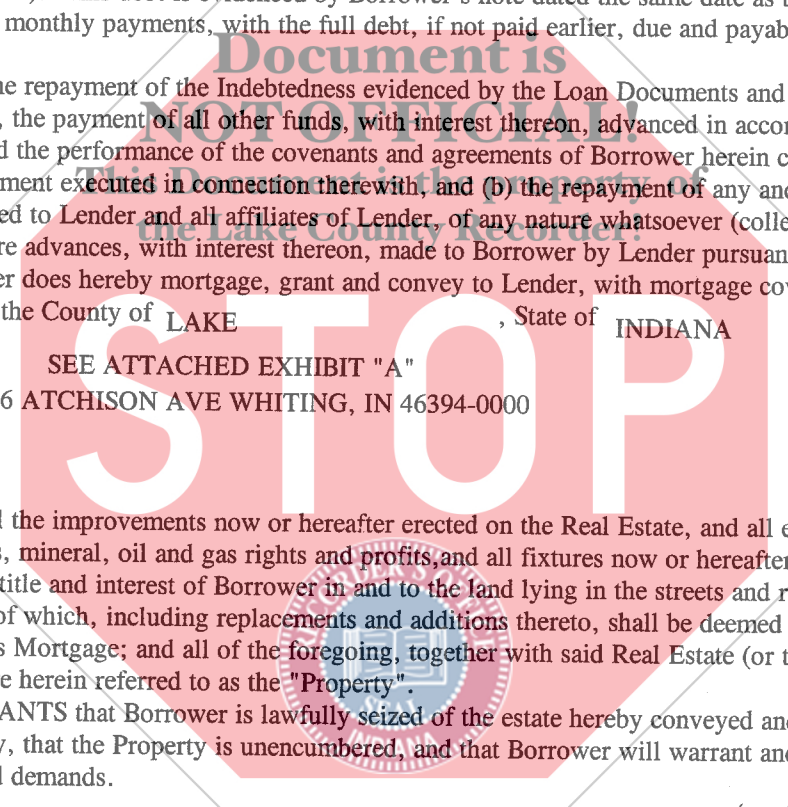 monthly payments, with the full debt, if not paid earlier, due and payab
Document is
e repayment of the Indebtedness evidenced by the Loan Documents and
NOT OFFICIAL!
, the payment of all other funds, with interest thereon, advanced in accor
d the performance of the covenants and agreements of Borrower herein c
This Document is the property of
ment executed in connection therewith, and (b) the repayment of any and
ed to Lender and all affiliates of Lender, of any nature whatsoever (colle
the Lake County Recorder!
re advances, with interest thereon, made to Borrower by Lender pursuan
er does hereby mortgage, grant and convey to Lender, with mortgage cov
the County of LAKE , State of INDIANA
SEE ATTACHED EXHIBIT "A"
6 ATCHISON AVE WHITING, IN 46394-0000
STOP
the improvements now or hereafter erected on the Real Estate, and all e
s, mineral, oil and gas rights and profits,and all fixtures now or hereafter
title and interest of Borrower in and to the land lying in the streets and r
of which, including replacements and additions thereto, shall be deemed
s Mortgage; and all of the foregoing, together with said Real Estate (or t
e herein referred to as the "Property".
ANTS that Borrower is lawfully seized of the estate hereby conveyed and
y, that the Property is unencumbered, and that Borrower will warrant and
d demands.
SEAL
INDIANA